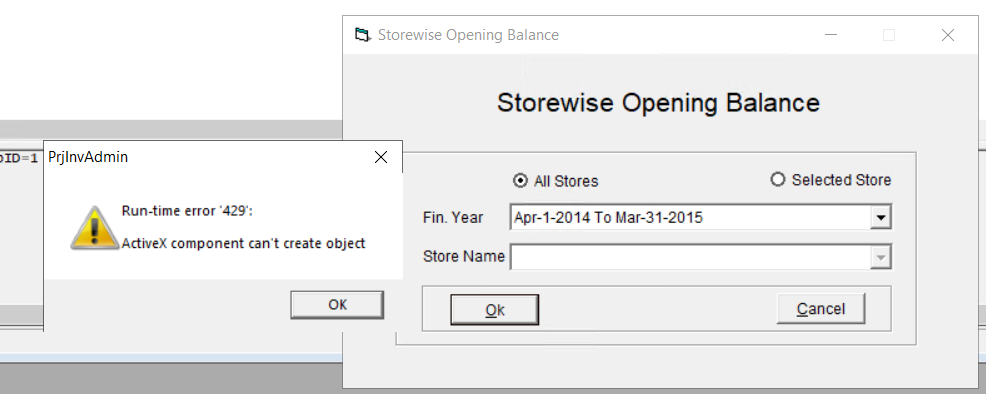 Storewise Opening Balance
Storewise Opening Balance
oID=1
PrjInvAdmin
Run-time error '429':
ActiveX component can't create object
OK
All Stores
Selected Store
Fin. Year
Apr-1-2014 To Mar-31-2015
Store Name
Ok
Cancel